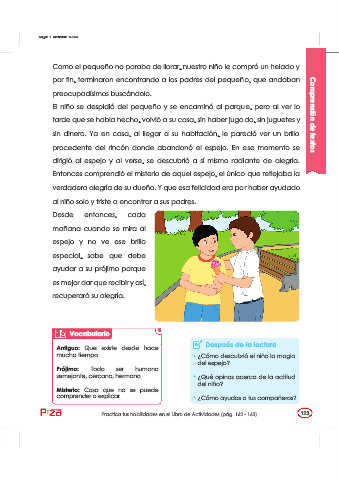 Como el pequeño no paraba de llorar, nuestro niño le compró un helado y
por fin, terminaron encontrando a los padres del pequeño, que andaban
preocupadísimos buscándolo.
El niño se despidió del pequeño y se encaminó al parque, pero al ver lo
tarde que se había hecho, volvió a su casa, sin haber jugado, sin juguetes y
sin dinero. Ya en casa, al llegar a su habitación, le pareció ver un brillo
procedente del rincón donde abandonó el espejo. En ese momento se
dirigió al espejo y al verse, se descubrió a sí mismo radiante de alegría.
Entonces comprendió el misterio de aquel espejo, el único que reflejaba la
verdadera alegría de su dueño. Y que esa felicidad era por haber ayudado
al niño solo y triste a encontrar a sus padres.
Desde entonces, cada
mañana cuando se mira al
espejo y no ve ese brillo
especial, sabe que debe
ayudar a su prójimo porque
es mejor dar que recibir y así,
recuperará su alegría.
Comprensión de textos
Vocabulario
Antiguo: Que existe desde hace
mucho tiempo
Prójimo: Todo ser humano
semejante, cercano, hermano
Misterio: Cosa que no se puede
comprender o explicar
Después de la lectura
· ¿Cómo descubrió el niño la magia
del espejo?
· ¿Qué opinas acerca de la actitud
del niño?
· ¿Cómo ayudas a tus compañeros?
Practica tus habilidades en el Libro de Actividades (pág. 162 - 163)
123